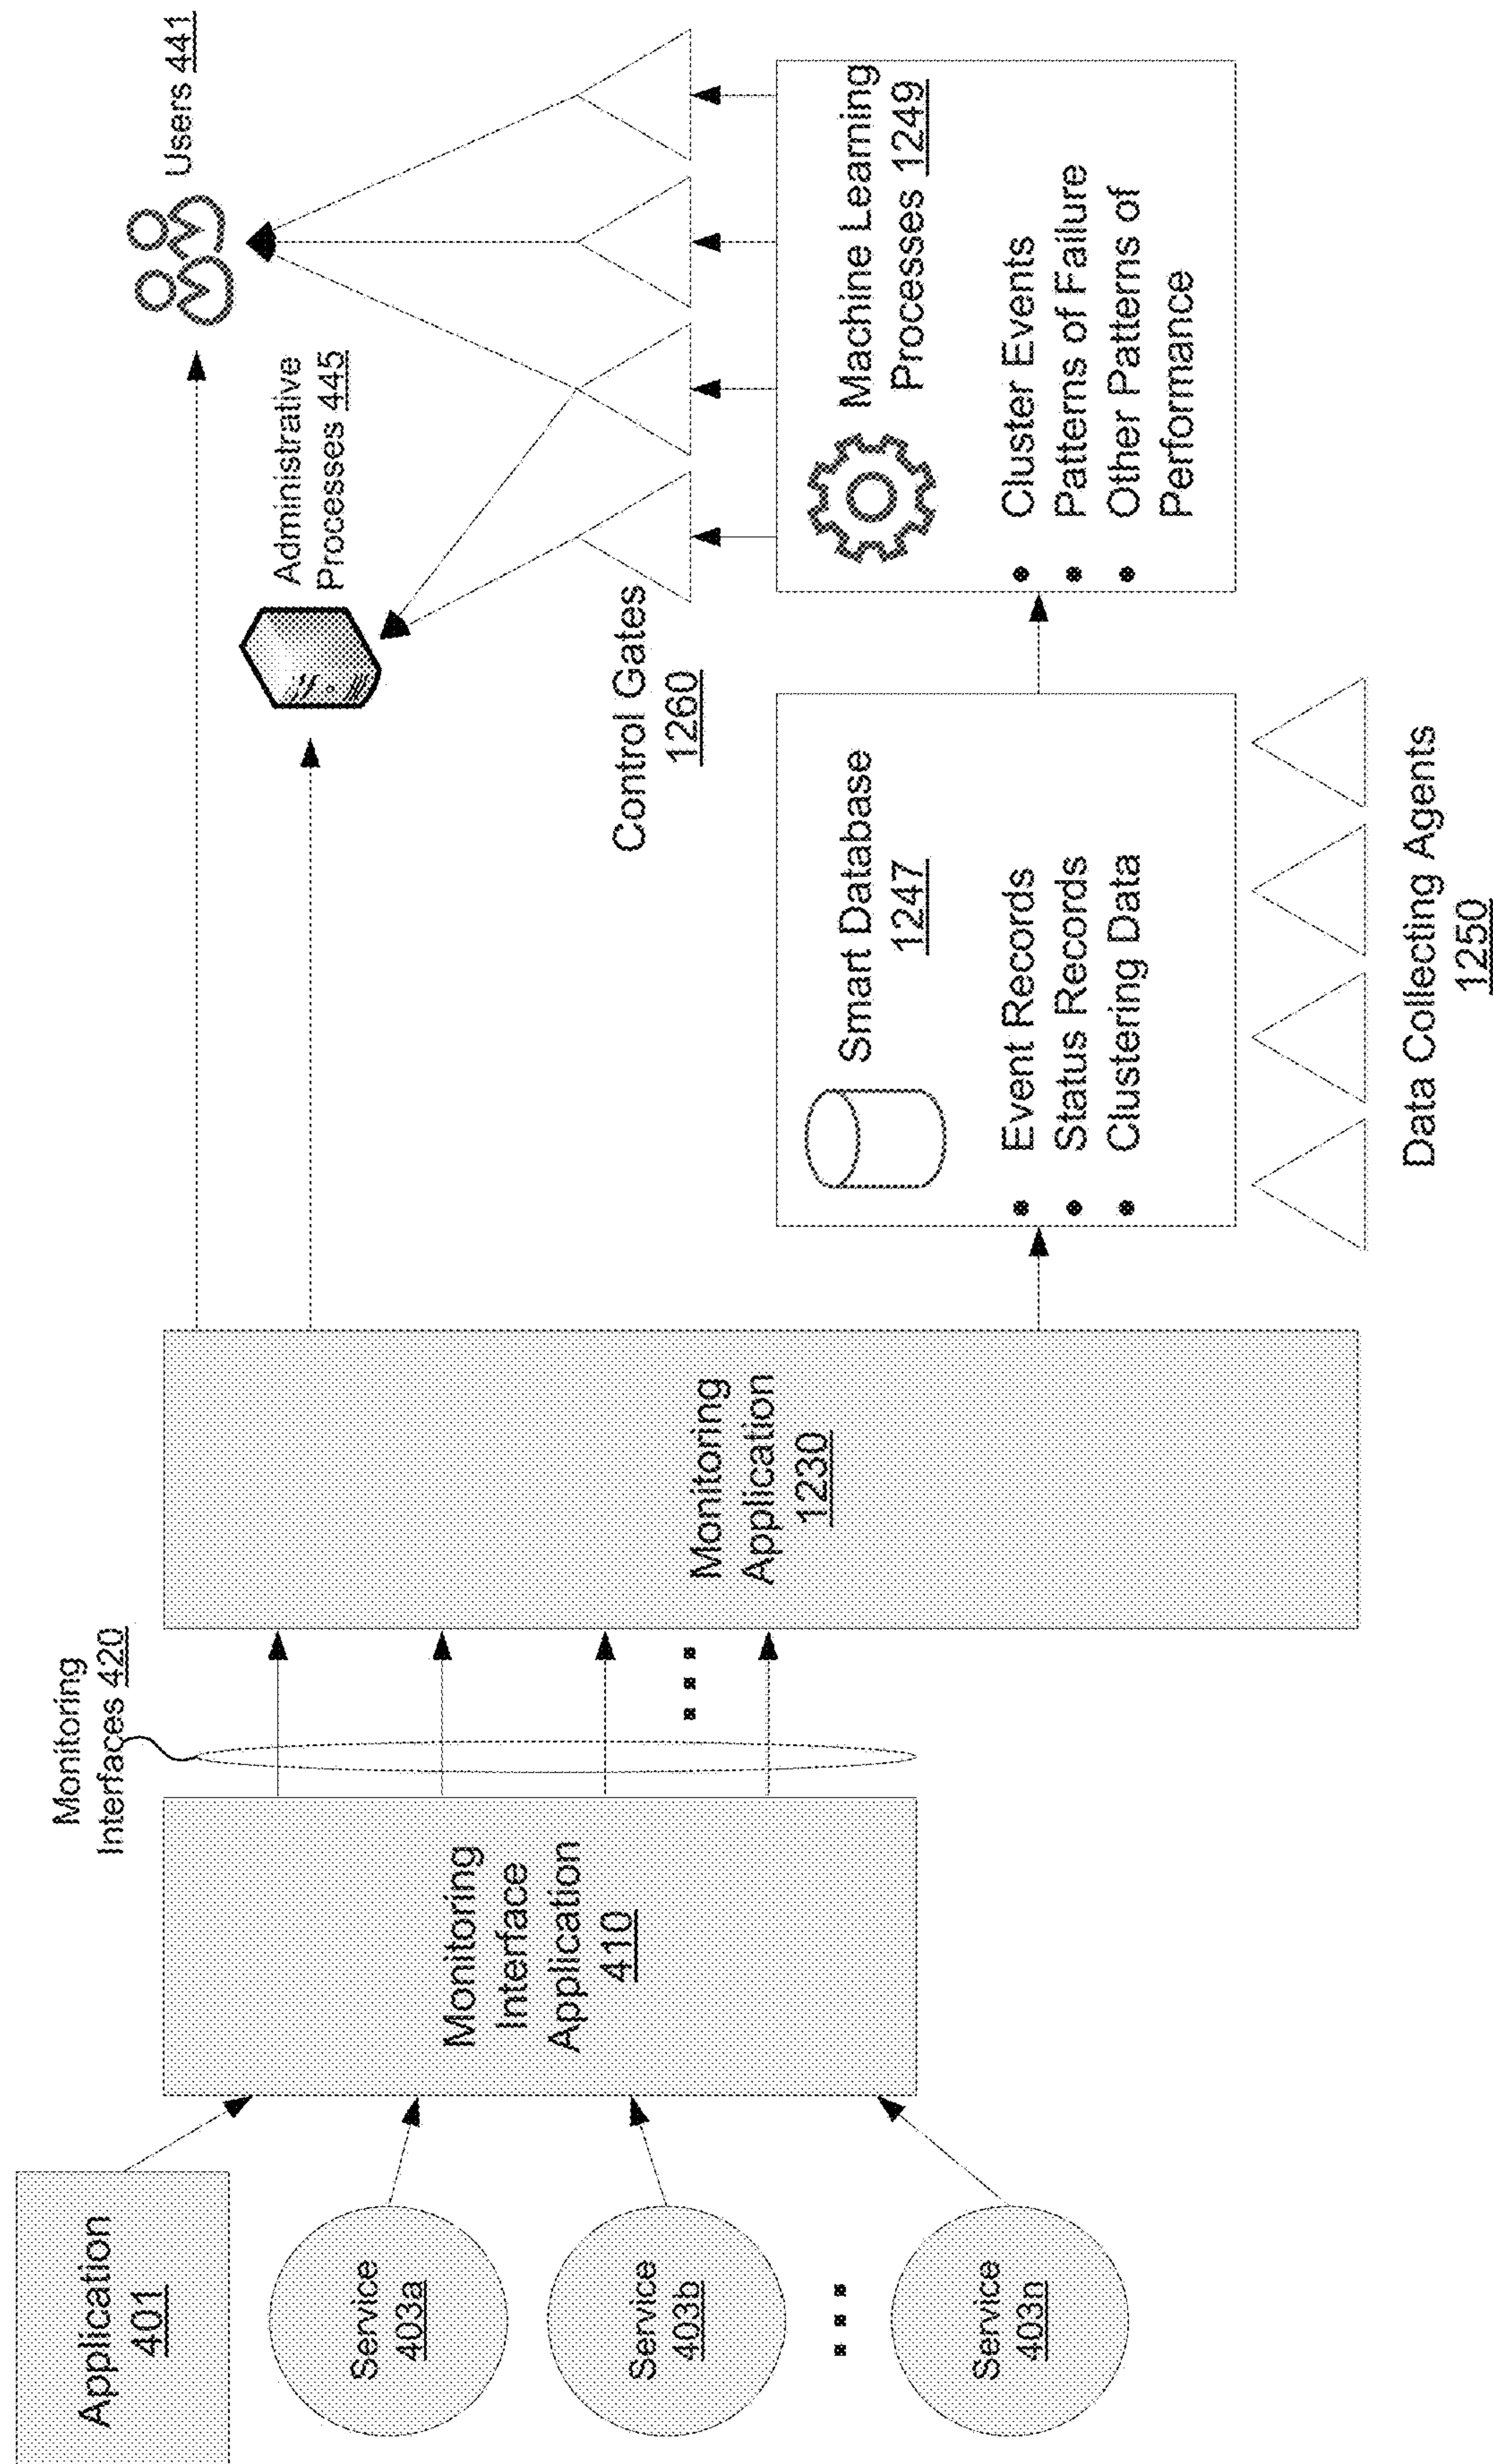 Application
401
Service
403a
Service
403b
Service
403n
Monitoring
Interface
Application
410
Monitoring
Interfaces 420
Monitoring
Application
1230
Users 441
Administrative
Processes 445
Control Gates
1260
Smart Database
1247
• Event Records
• Status Records
• Clustering Data
Data Collecting Agents
1250
Machine Learning
Processes 1249
• Cluster Events
• Patterns of Failure
• Other Patterns of
Performance